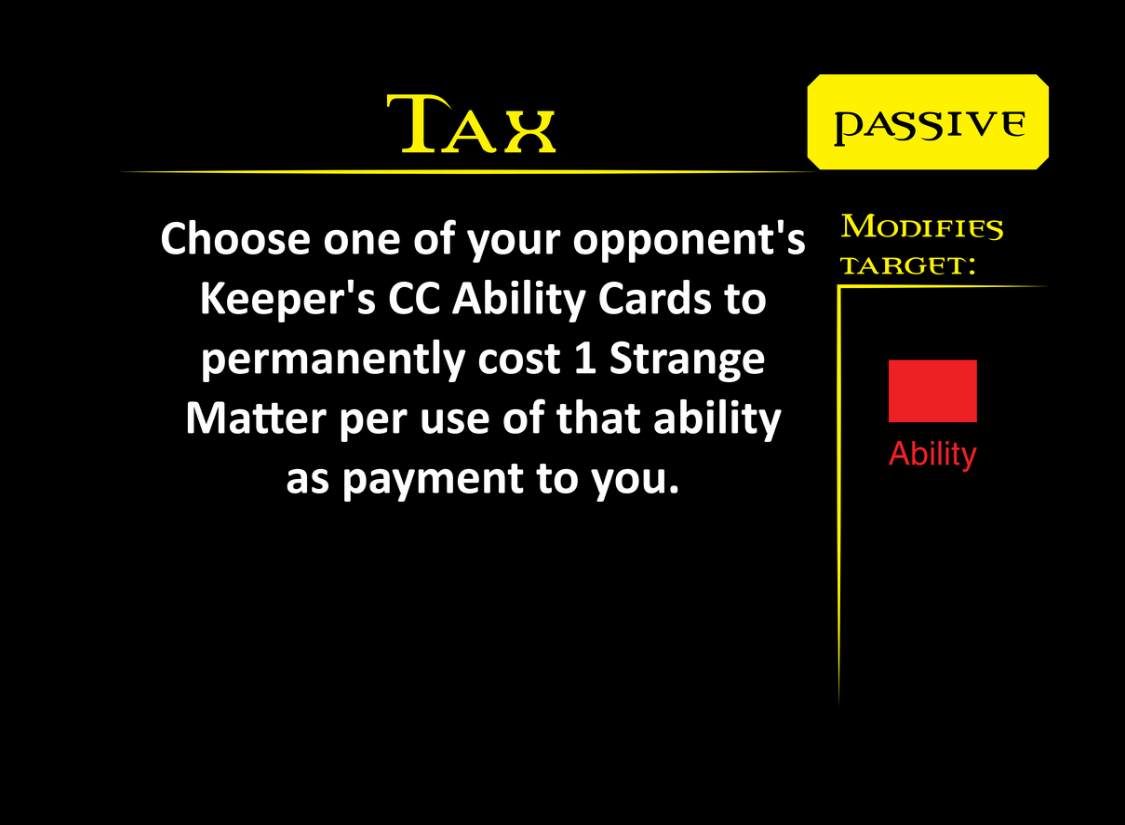 Tax
PASSIVE
Choose one of your opponent's
Keeper's CC Ability Cards to
permanently cost 1 Strange
Matter per use of that ability
as payment to you.
Modifies
target:
Ability